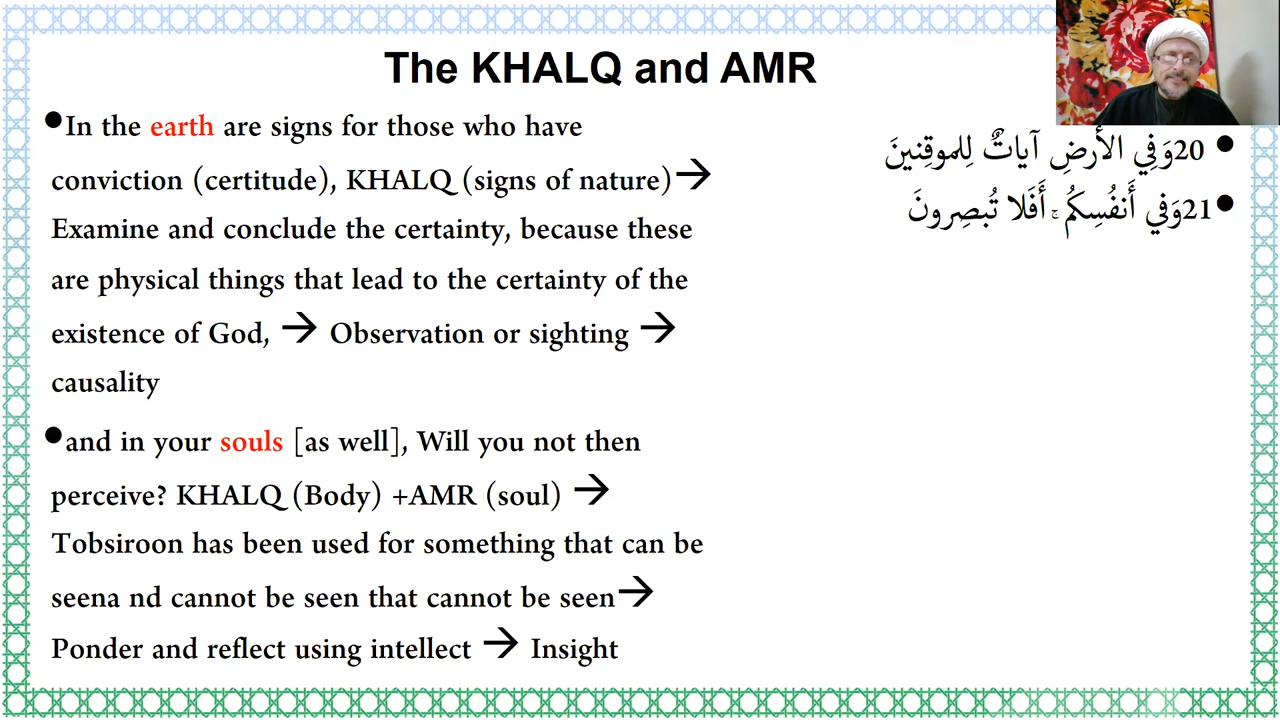 The KHALQ and AMR
•In the earth are signs for those who have
conviction (certitude), KHALQ (signs of nature)→
Examine and conclude the certainty, because these
are physical things that lead to the certainty of the
existence of God, → Observation or sighting →
causality
•and in your souls [as well], Will you not then
perceive? KHALQ (Body) +AMR (soul) →
Tobsiroon has been used for something that can be
seena nd cannot be seen that cannot be seen→
Ponder and reflect using intellect → Insight
• 20وَفِي الأَرضِ آياتٌ لِلموقِنينَ
•21وَفي أَنفُسِكُم ۚ أَفَلا تُبصِرونَ